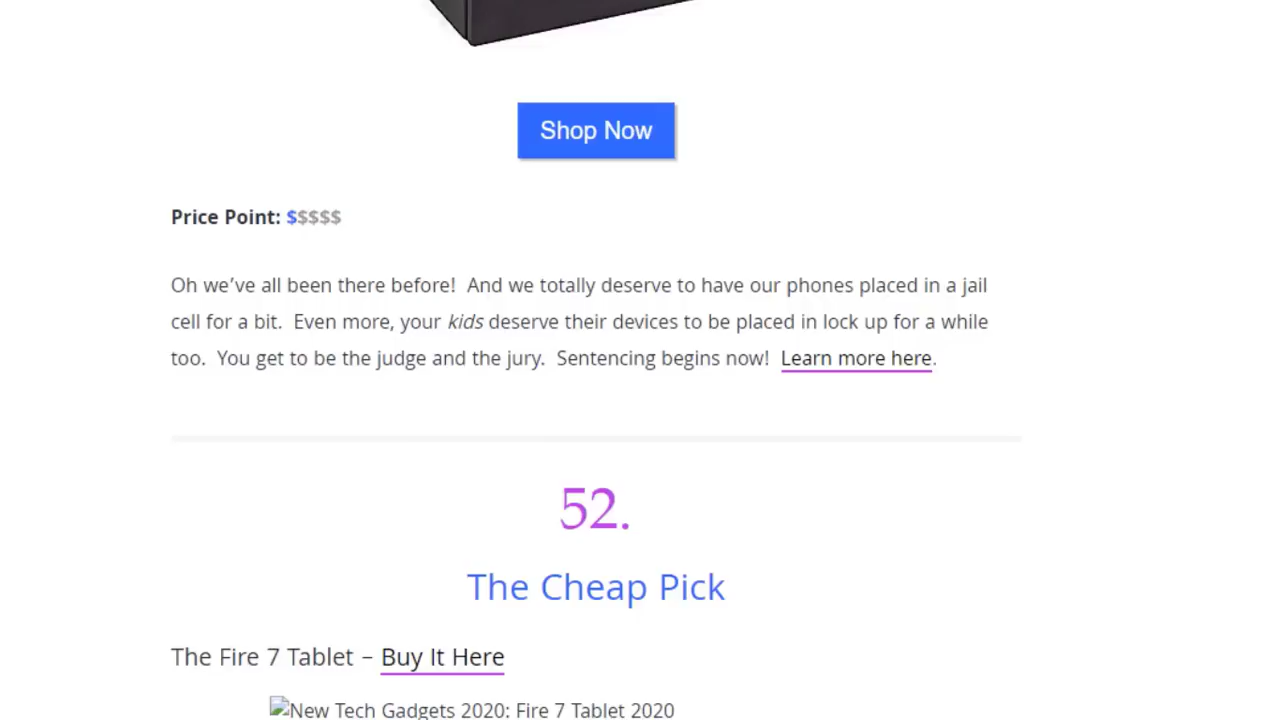 Shop Now
Price Point: $$$$$
Oh we’ve all been there before!  And we totally deserve to have our phones placed in a jail
cell for a bit.  Even more, your kids deserve their devices to be placed in lock up for a while
too.  You get to be the judge and the jury.  Sentencing begins now!  Learn more here.
52.
The Cheap Pick
The Fire 7 Tablet – Buy It Here
New Tech Gadgets 2020: Fire 7 Tablet 2020